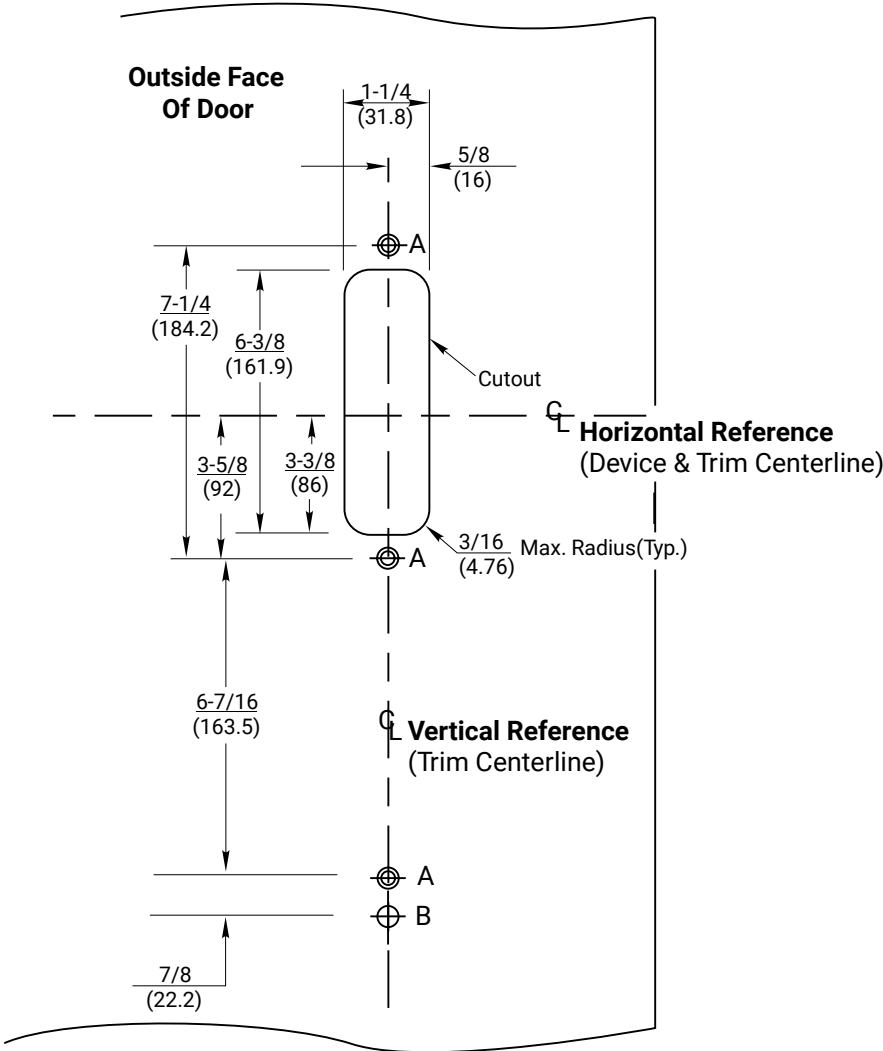 Outside Face
Of Door
1-1/4
(31.8)
5/8
(16)
A
7-1/4
(184.2)
6-3/8
(161.9)
Cutout
C
L
Horizontal Reference
(Device & Trim Centerline)
3-5/8
(92)
3-3/8
(86)
3/16
(4.76)
Max. Radius(Typ.)
A
6-7/16
(163.5)
C
L
Vertical Reference
(Trim Centerline)
A
B
7/8
(22.2)